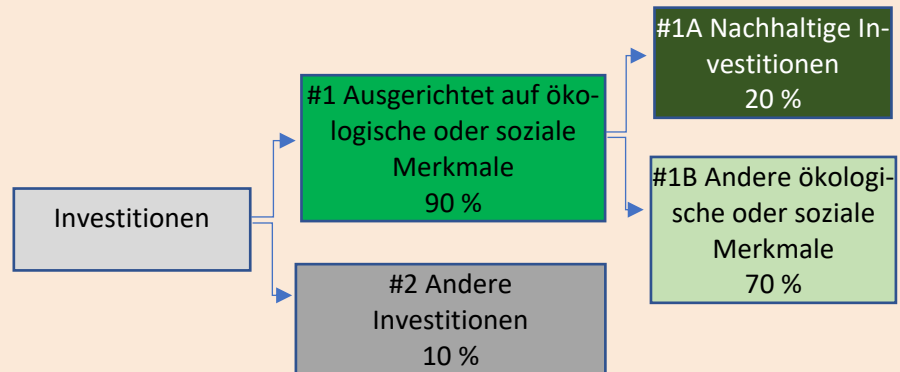 Investitionen
#1 Ausgerichtet auf öko-
logische oder soziale
Merkmale
90 %
#2 Andere
Investitionen
10 %
#1A Nachhaltige In-
vestitionen
20 %
#1B Andere ökologi-
sche oder soziale
Merkmale
70 %